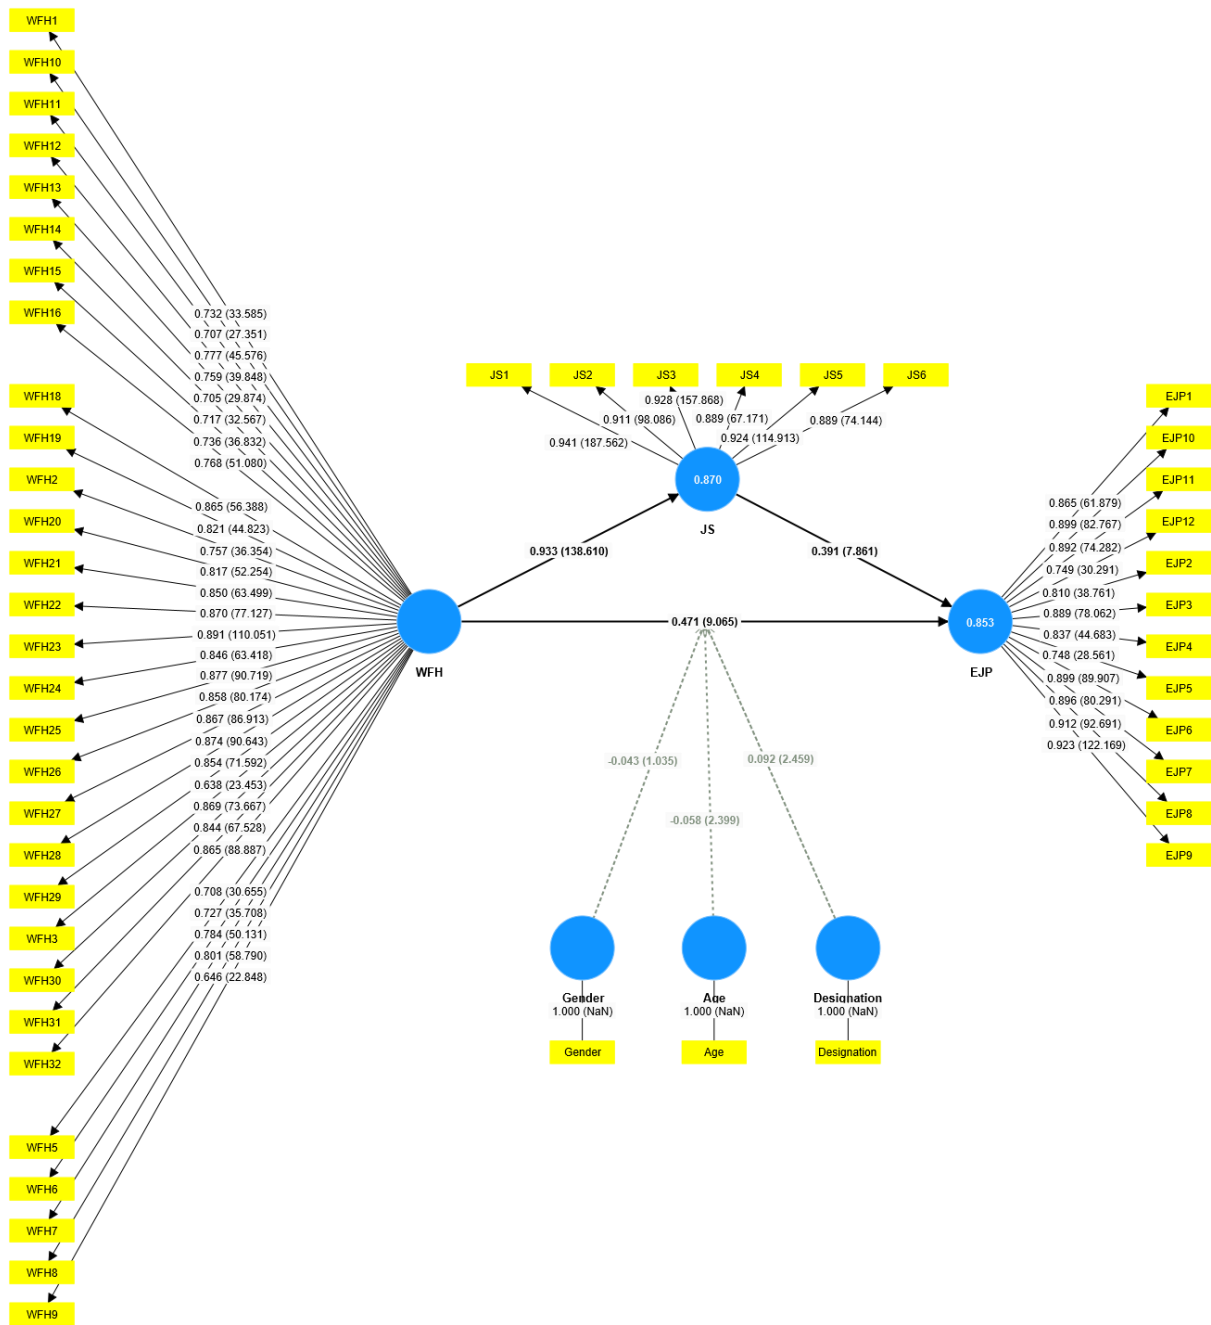 WFH1
WFH10
WFH11
WFH12
WFH13
WFH14
WFH15
WFH16
WFH18
WFH19
WFH2
WFH20
WFH21
WFH22
WFH23
WFH24
WFH25
WFH26
WFH27
WFH28
WFH29
WFH3
WFH30
WFH31
WFH32
WFH5
WFH6
WFH7
WFH8
WFH9
0.732 (33.585)
0.707 (27.351)
0.777 (45.576)
0.759 (39.848)
0.705 (29.874)
0.717 (32.567)
0.736 (36.832)
0.768 (51.080)
0.865 (56.388)
0.821 (44.823)
0.757 (36.354)
0.817 (52.254)
0.850 (63.499)
0.870 (77.127)
0.891 (110.051)
0.846 (63.418)
0.877 (90.719)
0.858 (80.174)
0.867 (86.913)
0.874 (90.643)
0.854 (71.592)
0.638 (23.453)
0.869 (73.667)
0.844 (67.528)
0.865 (88.887)
0.708 (30.655)
0.727 (35.708)
0.784 (50.131)
0.801 (58.790)
0.646 (22.848)
WFH
JS1
JS2
JS3
JS4
JS5
JS6
0.941 (187.562)
0.911 (98.086)
0.928 (157.868)
0.889 (67.171)
0.924 (114.913)
0.889 (74.144)
0.870
JS
0.933 (138.610)
0.391 (7.861)
0.471 (9.065)
0.853
EJP
0.865 (61.879)
0.899 (82.767)
0.892 (74.282)
0.749 (30.291)
0.810 (38.761)
0.889 (78.062)
0.837 (44.683)
0.748 (28.561)
0.899 (89.907)
0.896 (80.291)
0.912 (92.691)
0.923 (122.169)
EJP1
EJP10
EJP11
EJP12
EJP2
EJP3
EJP4
EJP5
EJP6
EJP7
EJP8
EJP9
-0.043 (1.035)
-0.058 (2.399)
0.092 (2.459)
Gender
1.000 (NaN)
Gender
Age
1.000 (NaN)
Age
Designation
1.000 (NaN)
Designation